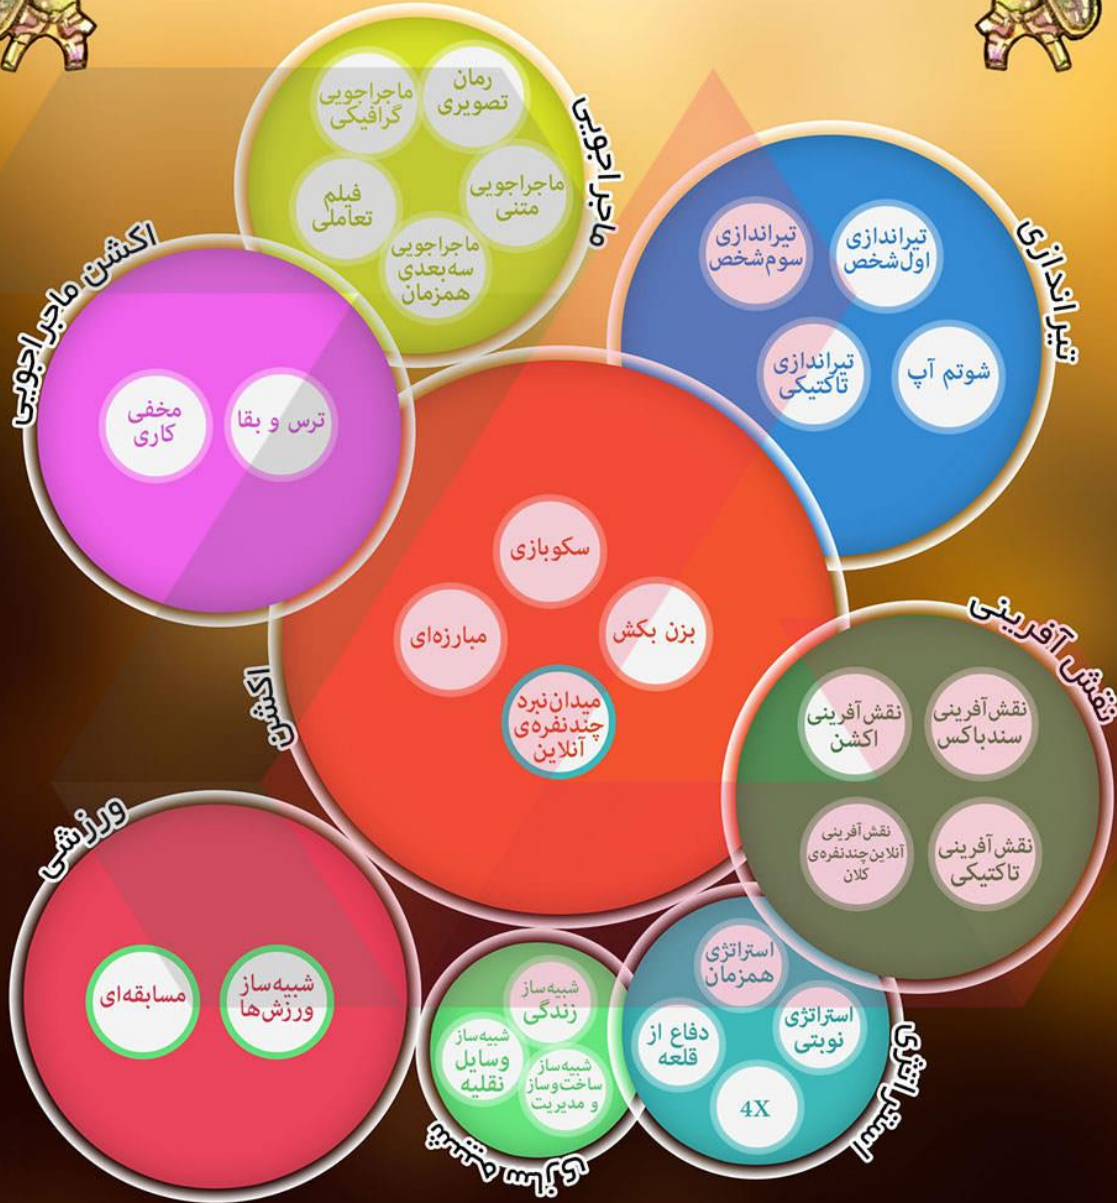 ماجراجویی
رمان
تصویری
ماجراجویی
گرافیکی
ماجراجویی
متنی
فیلم
تعاملی
ماجراجویی
سه‌بعدی
همزمان
تیراندازی
تیراندازی
اول‌شخص
تیراندازی
سوم‌شخص
شوتم آپ
تیراندازی
تاکتیکی
اکشن ماجراجویی
ترس و بقا
مخفی
کاری
اکشن
سکوبازی
بزن بکش
مبارزه‌ای
میدان‌نبرد
چندنفره‌ی
آنلاین
نقش آفرینی
نقش‌آفرینی
سندباکس
نقش‌آفرینی
اکشن
نقش‌آفرینی
تاکتیکی
نقش‌آفرینی
آنلاین‌چندنفره‌ی
کلان
ورزشی
شبیه‌ساز
ورزش‌ها
مسابقه‌ای
استراتژی
استراتژی
همزمان
استراتژی
نوبتی
دفاع از
قلعه
4X
شبیه سازی
شبیه‌ساز
زندگی
شبیه‌ساز
وسایل
نقلیه
شبیه‌ساز
ساخت‌وساز
و مدیریت